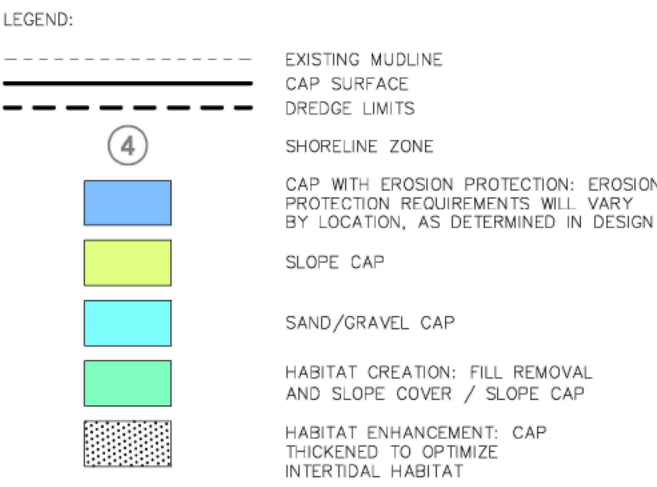 LEGEND:
EXISTING MUDLINE
CAP SURFACE
DREDGE LIMITS
4
SHORELINE ZONE
CAP WITH EROSION PROTECTION: EROSION
PROTECTION REQUIREMENTS WILL VARY
BY LOCATION, AS DETERMINED IN DESIGN
SLOPE CAP
SAND/GRAVEL CAP
HABITAT CREATION: FILL REMOVAL
AND SLOPE COVER / SLOPE CAP
HABITAT ENHANCEMENT: CAP
THICKENED TO OPTIMIZE
INTERTIDAL HABITAT